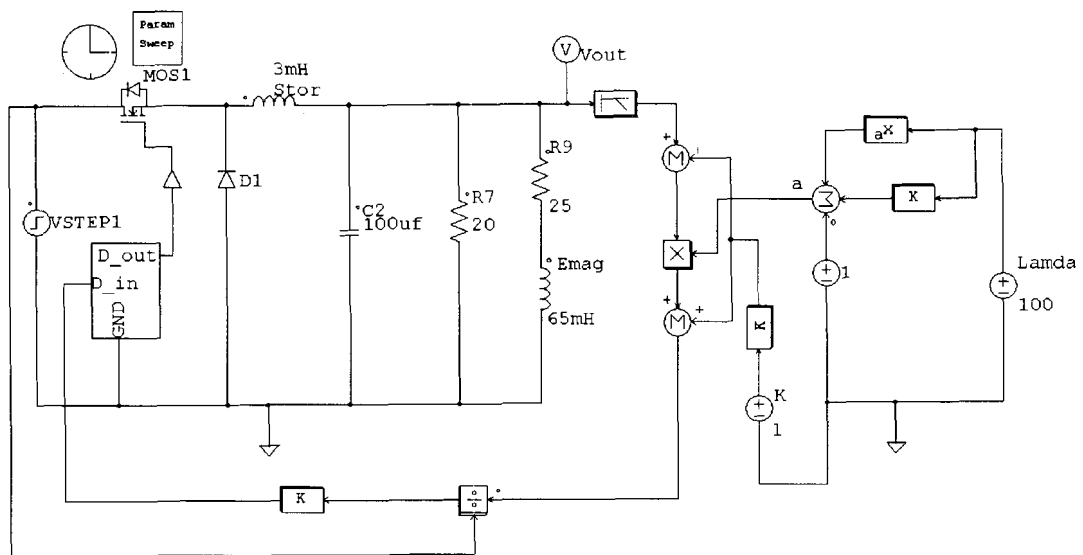 Param
Sweep
MOS1
3mH
Stor
V
Vout
D1
C2
100uf
R7
20
R9
25
Emag
65mH
VSTEP1
D_out
D_in
GND
M
X
M
a
Σ
a^X
K
1
Lamda
100
K
K
1
K
÷